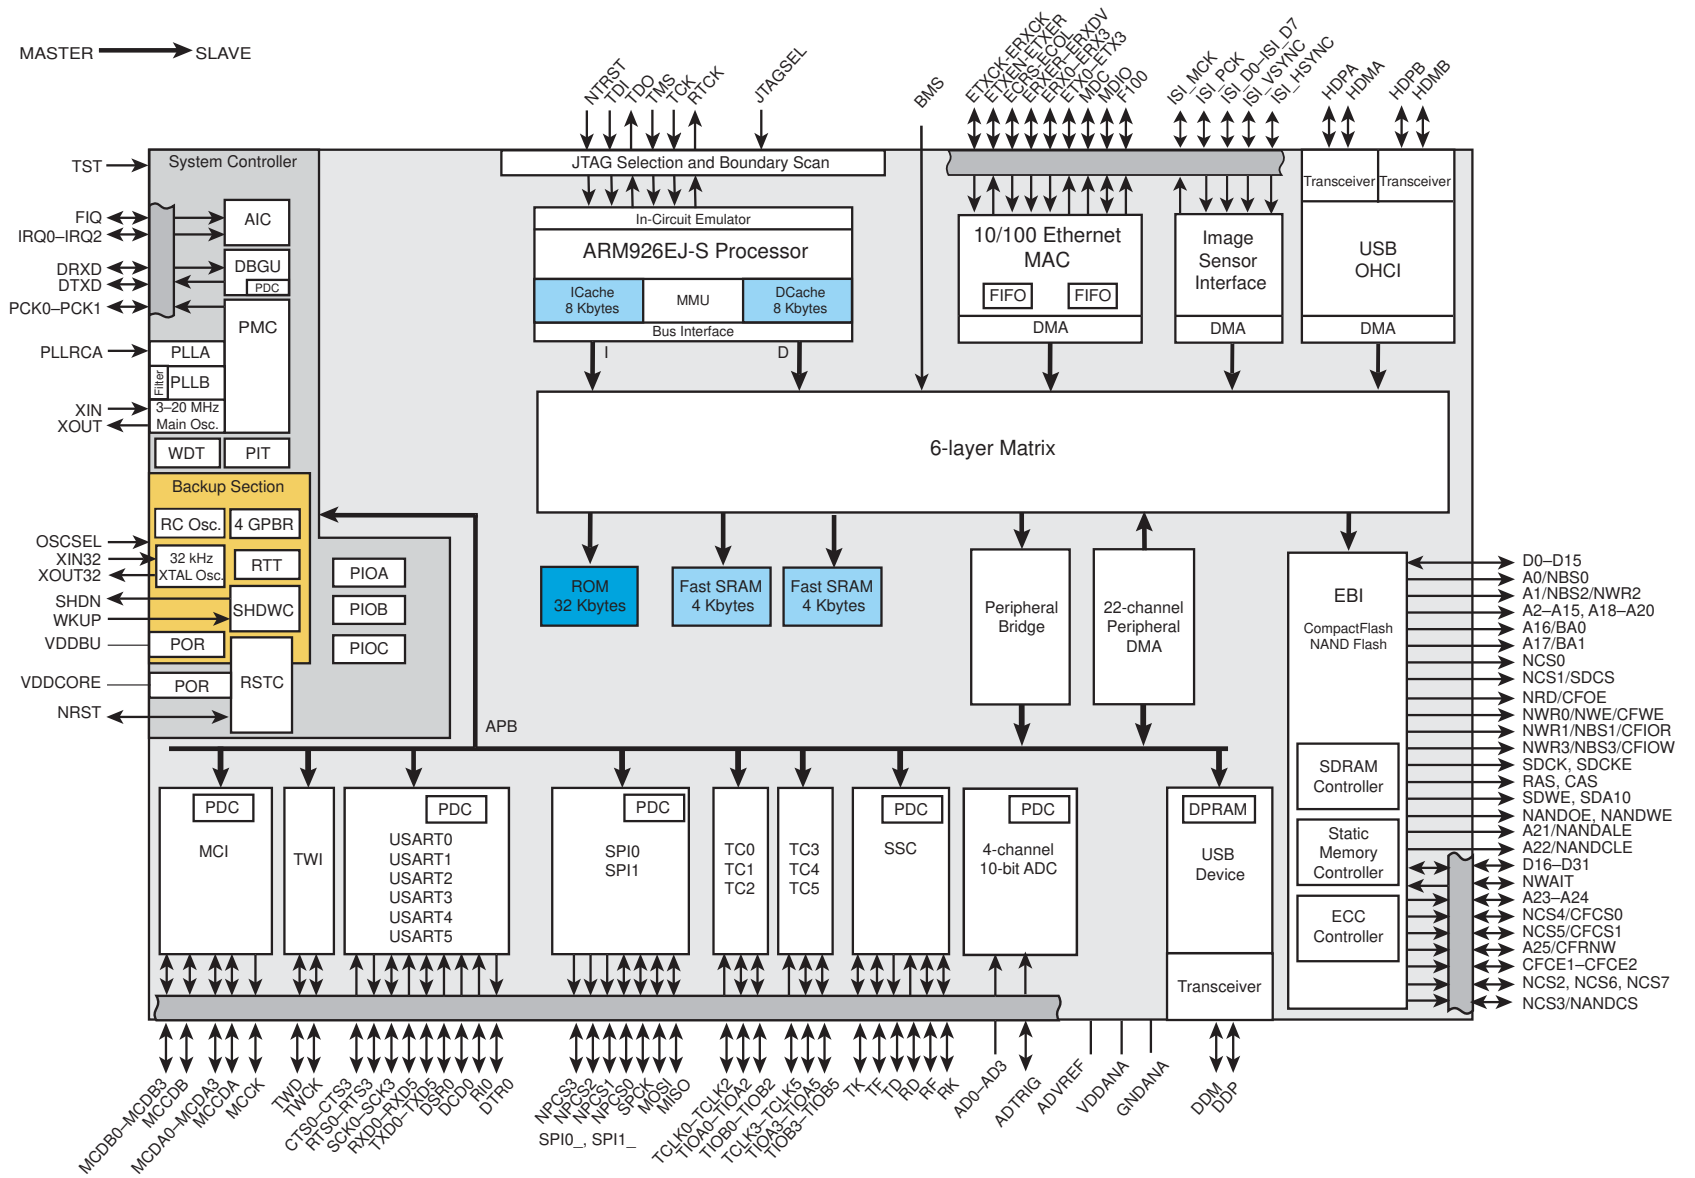 MASTER
SLAVE
NTRST
TDI
TDO
TMS
TCK
RTCK
JTAGSEL
BMS
ETXCK-ERXCK
ETXEN-ETXER
ECRS-ECOL
ERXER-ERXDV
ERX0-ERX3
ETX0-ETX3
MDC
MDIO
F100
ISI_MCK
ISI_PCK
ISI_D0–ISI_D7
ISI_VSYNC
ISI_HSYNC
HDPA
HDMA
HDPB
HDMB
TST
FIQ
IRQ0–IRQ2
DRXD
DTXD
PCK0–PCK1
PLLRCA
XIN
XOUT
OSCSEL
XIN32
XOUT32
SHDN
WKUP
VDDBU
VDDCORE
NRST
System Controller
AIC
DBGU
PDC
PMC
PLLA
Filter
PLLB
3–20 MHz
Main Osc.
WDT
PIT
Backup Section
RC Osc.
4 GPBR
32 kHz
XTAL Osc.
RTT
SHDWC
POR
POR
RSTC
PIOA
PIOB
PIOC
JTAG Selection and Boundary Scan
In-Circuit Emulator
ARM926EJ-S Processor
ICache
8 Kbytes
MMU
DCache
8 Kbytes
Bus Interface
I
D
10/100 Ethernet
MAC
FIFO
FIFO
DMA
Image
Sensor
Interface
DMA
Transceiver
Transceiver
USB
OHCI
DMA
6-layer Matrix
ROM
32 Kbytes
Fast SRAM
4 Kbytes
Fast SRAM
4 Kbytes
Peripheral
Bridge
22-channel
Peripheral
DMA
EBI
CompactFlash
NAND Flash
SDRAM
Controller
Static
Memory
Controller
ECC
Controller
D0–D15
A0/NBS0
A1/NBS2/NWR2
A2–A15, A18–A20
A16/BA0
A17/BA1
NCS0
NCS1/SDCS
NRD/CFOE
NWR0/NWE/CFWE
NWR1/NBS1/CFIOR
NWR3/NBS3/CFIOW
SDCK, SDCKE
RAS, CAS
SDWE, SDA10
NANDOE, NANDWE
A21/NANDALE
A22/NANDCLE
D16–D31
NWAIT
A23–A24
NCS4/CFCS0
NCS5/CFCS1
A25/CFRNW
CFCE1–CFCE2
NCS2, NCS6, NCS7
NCS3/NANDCS
APB
PDC
MCI
TWI
PDC
USART0
USART1
USART2
USART3
USART4
USART5
PDC
SPI0
SPI1
TC0
TC1
TC2
TC3
TC4
TC5
PDC
SSC
PDC
4-channel
10-bit ADC
DPRAM
USB
Device
Transceiver
MCDB0–MCDB3
MCCDB
MCDA0–MCDA3
MCCDA
MCCK
TWD
TWCK
CTS0–CTS3
RTS0–RTS3
SCK0–SCK3
RXD0–RXD5
TXD0–TXD5
DSR0
DCD0
RI0
DTR0
NPCS3
NPCS2
NPCS1
NPCS0
SPCK
MOSI
MISO
SPI0_, SPI1_
TCLK0–TCLK2
TIOA0–TIOA2
TIOB0–TIOB2
TCLK3–TCLK5
TIOA3–TIOA5
TIOB3–TIOB5
TK
TF
TD
RD
RF
RK
AD0–AD3
ADTRIG
ADVREF
VDDANA
GNDANA
DDM
DDP